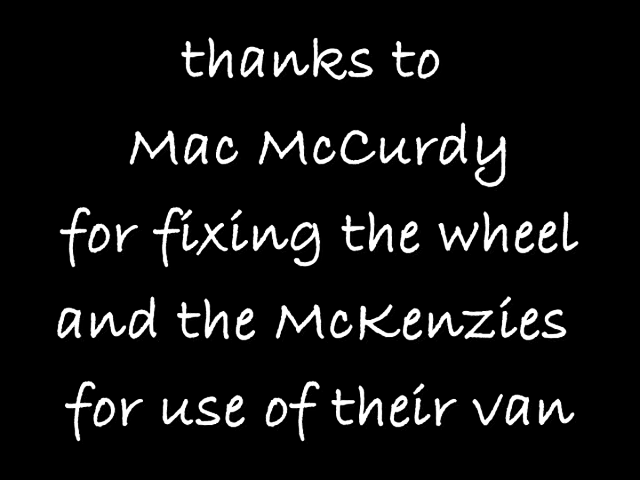 thanks to
Mac McCurdy
for fixing the wheel
and the McKenzies
for use of their van